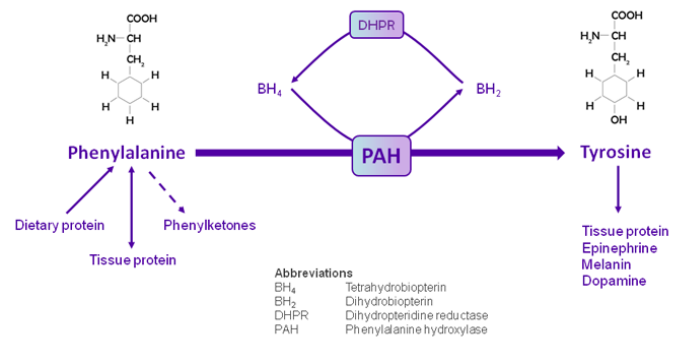 COOH
H₂N-CH
CH₂
H H
H H
H
DHPR
BH₄
BH₂
COOH
H₂N-CH
CH₂
H H
H H
OH
Phenylalanine
PAH
Tyrosine
Dietary protein
Phenylketones
Tissue protein
Tissue protein
Epinephrine
Melanin
Dopamine
Abbreviations
BH₄ Tetrahydrobiopterin
BH₂ Dihydrobiopterin
DHPR Dihydropteridine reductase
PAH Phenylalanine hydroxylase